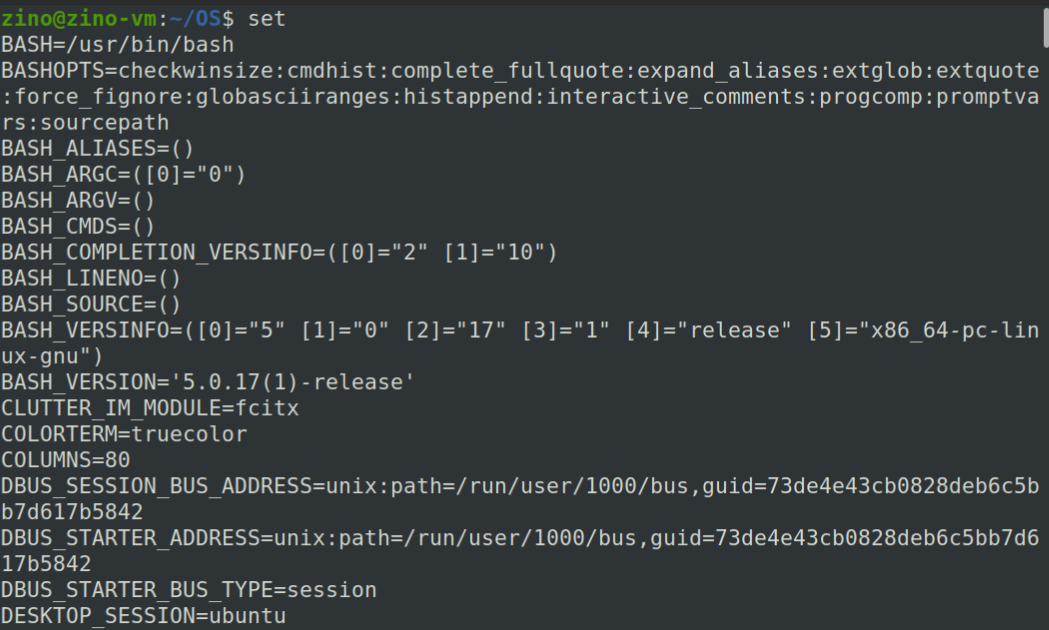 zino@zino-vm:~/OS$ set
BASH=/usr/bin/bash
BASHOPTS=checkwinsize:cmdhist:complete_fullquote:expand_aliases:extglob:extquote
:force_fignore:globasciiranges:histappend:interactive_comments:progcomp:promptva
rs:sourcepath
BASH_ALIASES=()
BASH_ARGC=([0]="0")
BASH_ARGV=()
BASH_CMDS=()
BASH_COMPLETION_VERSINFO=([0]="2" [1]="10")
BASH_LINENO=()
BASH_SOURCE=()
BASH_VERSINFO=([0]="5" [1]="0" [2]="17" [3]="1" [4]="release" [5]="x86_64-pc-lin
ux-gnu")
BASH_VERSION='5.0.17(1)-release'
CLUTTER_IM_MODULE=fcitx
COLORTERM=truecolor
COLUMNS=80
DBUS_SESSION_BUS_ADDRESS=unix:path=/run/user/1000/bus,guid=73de4e43cb0828deb6c5b
b7d617b5842
DBUS_STARTER_ADDRESS=unix:path=/run/user/1000/bus,guid=73de4e43cb0828deb6c5bb7d6
17b5842
DBUS_STARTER_BUS_TYPE=session
DESKTOP_SESSION=ubuntu